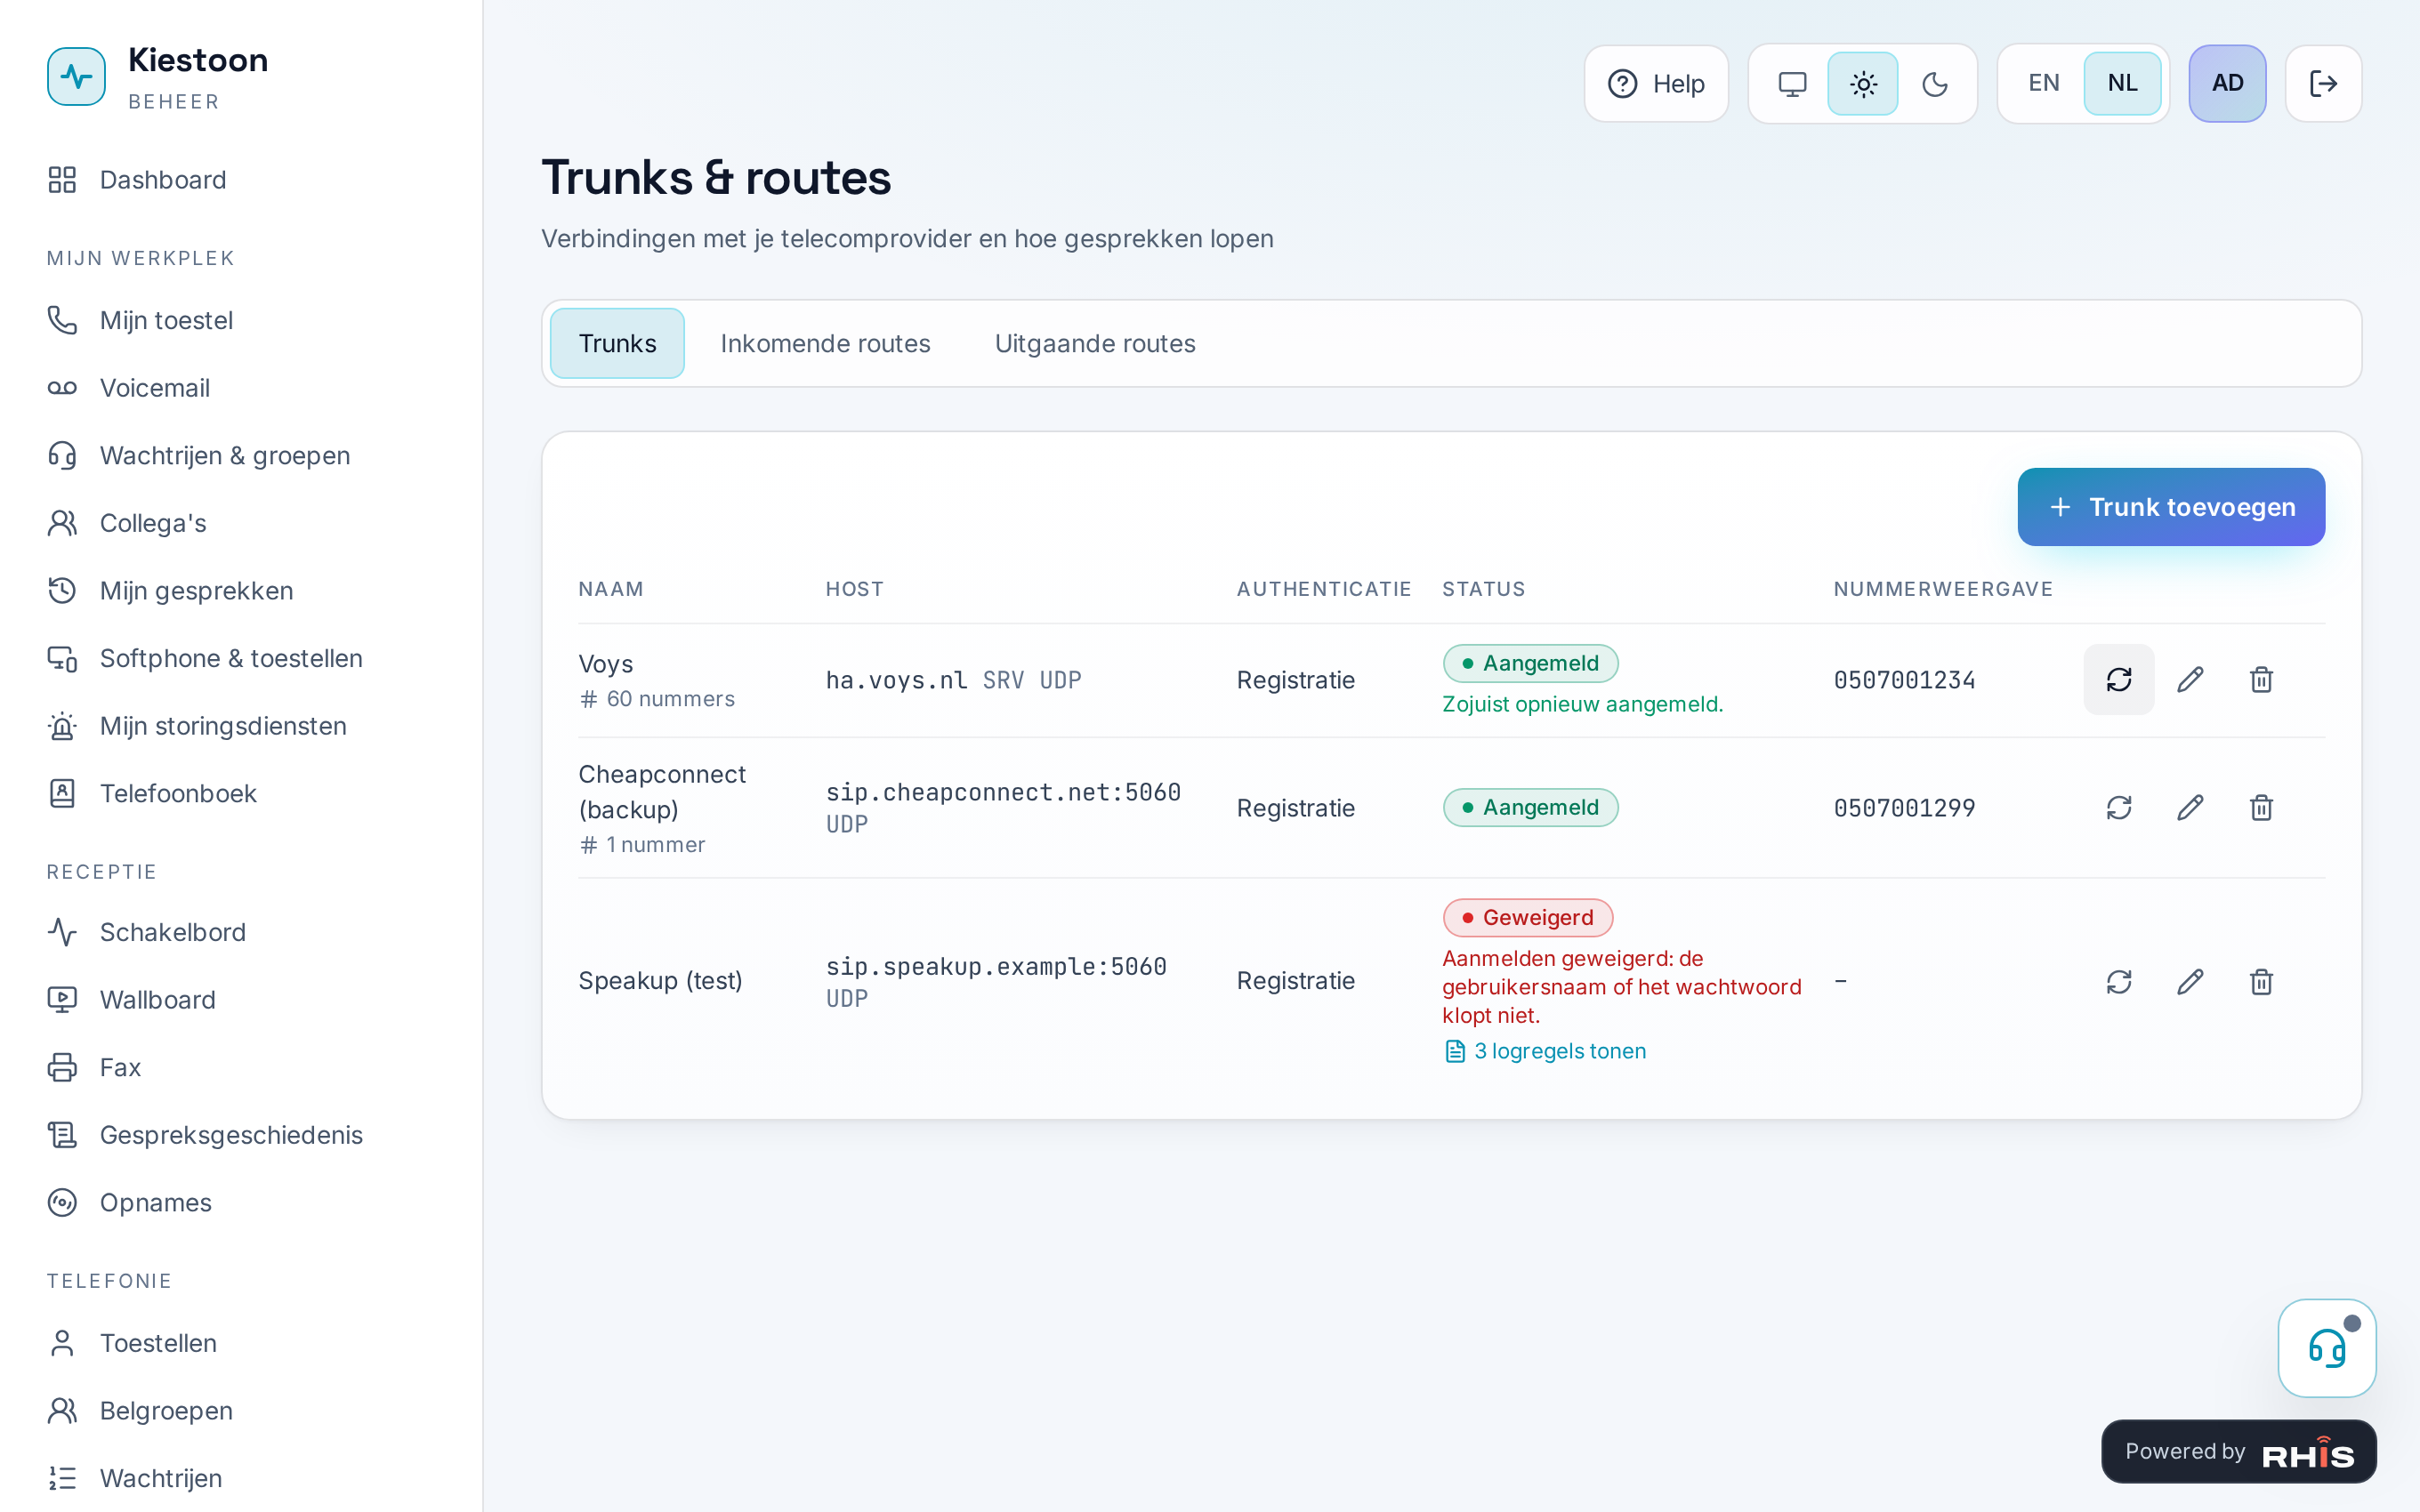 Kiestoon
BEHEER
Dashboard
MIJN WERKPLEK
Mijn toestel
Voicemail
Wachtrijen & groepen
Collega's
Mijn gesprekken
Softphone & toestellen
Mijn storingsdiensten
Telefoonboek
RECEPTIE
Schakelbord
Wallboard
Fax
Gespreksgeschiedenis
Opnames
TELEFONIE
Toestellen
Belgroepen
Wachtrijen
Help
EN NL
AD
Trunks & routes
Verbindingen met je telecomprovider en hoe gesprekken lopen
Trunks Inkomende routes Uitgaande routes
Trunk toevoegen
NAAM HOST AUTHENTICATIE STATUS NUMMERWEERGAVE
Voys
# 60 nummers
ha.voys.nl SRV UDP
Registratie
Aangemeld
Zojuist opnieuw aangemeld.
0507001234
Cheapconnect
(backup)
# 1 nummer
sip.cheapconnect.net:5060
UDP
Registratie
Aangemeld
0507001299
Speakup (test)
sip.speakup.example:5060
UDP
Registratie
Geweigerd
Aanmelden geweigerd: de
gebruikersnaam of het wachtwoord
klopt niet.
3 logregels tonen
–
Powered by RHIS